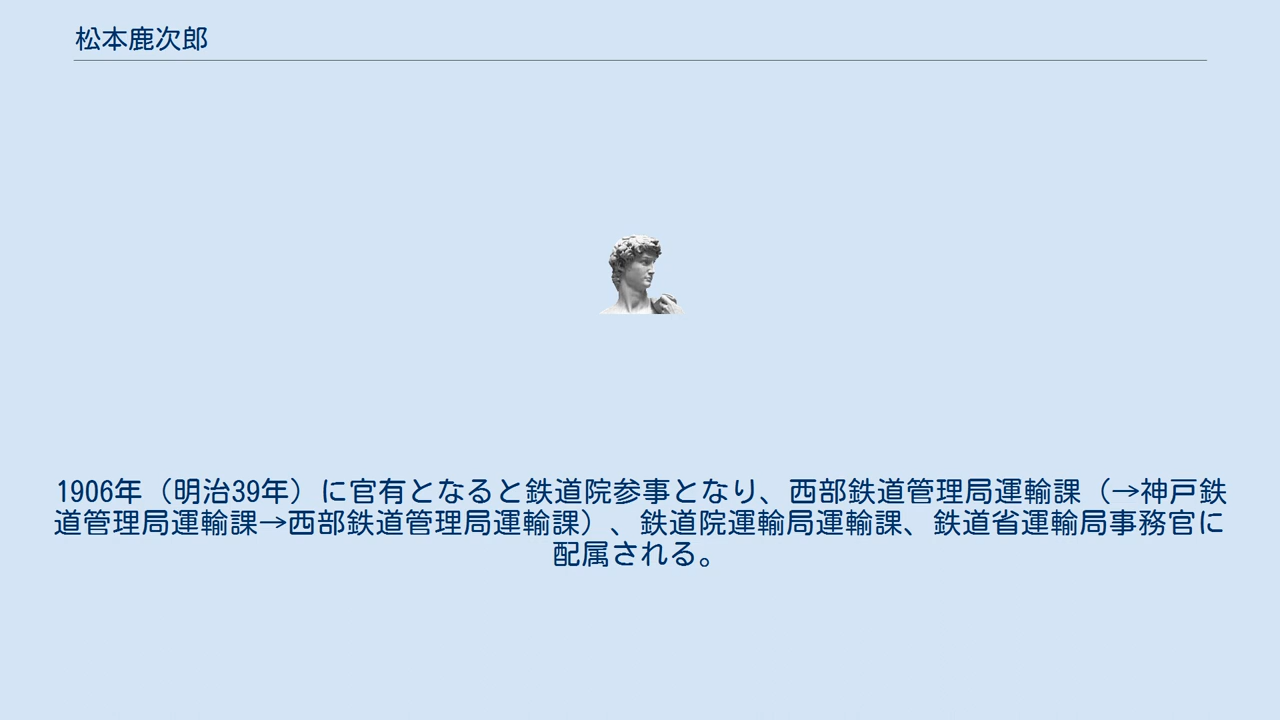 松本鹿次郎
1906年（明治39年）に官有となると鉄道院参事となり、西部鉄道管理局運輸課（→神戸鉄
道管理局運輸課→西部鉄道管理局運輸課）、鉄道院運輸局運輸課、鉄道省運輸局事務官に
配属される。